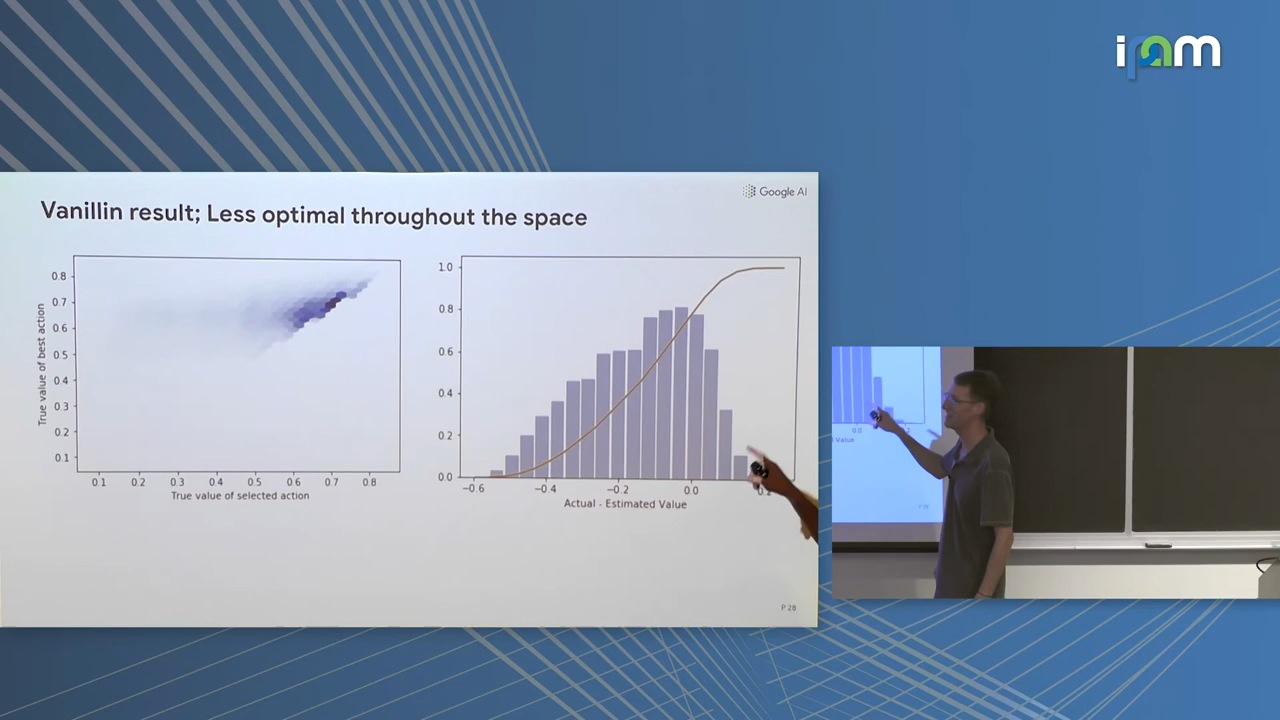 ipam
Google AI
Vanillin result; Less optimal throughout the space
True value of best action
0.8
0.7
0.6
0.5
0.4
0.3
0.2
0.1
0.1 0.2 0.3 0.4 0.5 0.6 0.7 0.8
True value of selected action
1.0
0.8
0.6
0.4
0.2
0.0
−0.6 −0.4 −0.2 0.0
Actual - Estimated Value
P 28
0.0
l Value